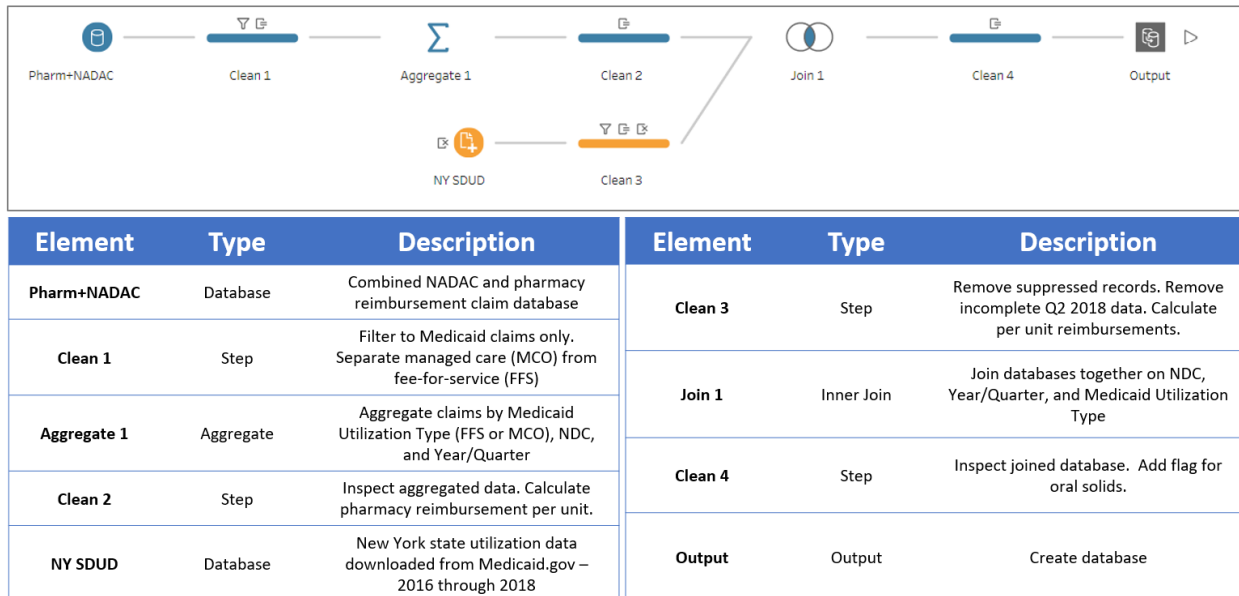 Pharm+NADAC
Clean 1
Aggregate 1
Clean 2
Join 1
Clean 4
Output
NY SDUD
Clean 3
Element Type Description
Pharm+NADAC Database Combined NADAC and pharmacy
reimbursement claim database
Clean 1 Step Filter to Medicaid claims only.
Separate managed care (MCO) from
fee-for-service (FFS)
Aggregate 1 Aggregate Aggregate claims by Medicaid
Utilization Type (FFS or MCO), NDC,
and Year/Quarter
Clean 2 Step Inspect aggregated data. Calculate
pharmacy reimbursement per unit.
NY SDUD Database New York state utilization data
downloaded from Medicaid.gov –
2016 through 2018
Element Type Description
Clean 3 Step Remove suppressed records. Remove
incomplete Q2 2018 data. Calculate
per unit reimbursements.
Join 1 Inner Join Join databases together on NDC,
Year/Quarter, and Medicaid Utilization
Type
Clean 4 Step Inspect joined database.  Add flag for
oral solids.
Output Output Create database